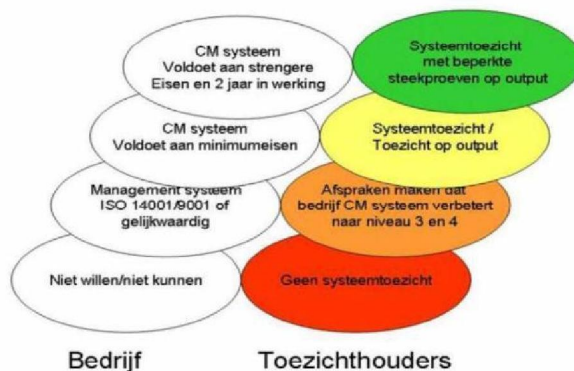 CM systeem
Voldoet aan strengere
Eisen en 2 jaar in werking
Systeemtoezicht
met beperkte
steekproeven op output
CM systeem
Voldoet aan minimumeisen
Systeemtoezicht /
Toezicht op output
Management systeem
ISO 14001/9001 of
gelijkwaardig
Afspraken maken dat
bedrijf CM systeem verbetert
naar niveau 3 en 4
Niet willen/niet kunnen
Geen systeemtoezicht
Bedrijf
Toezichthouders